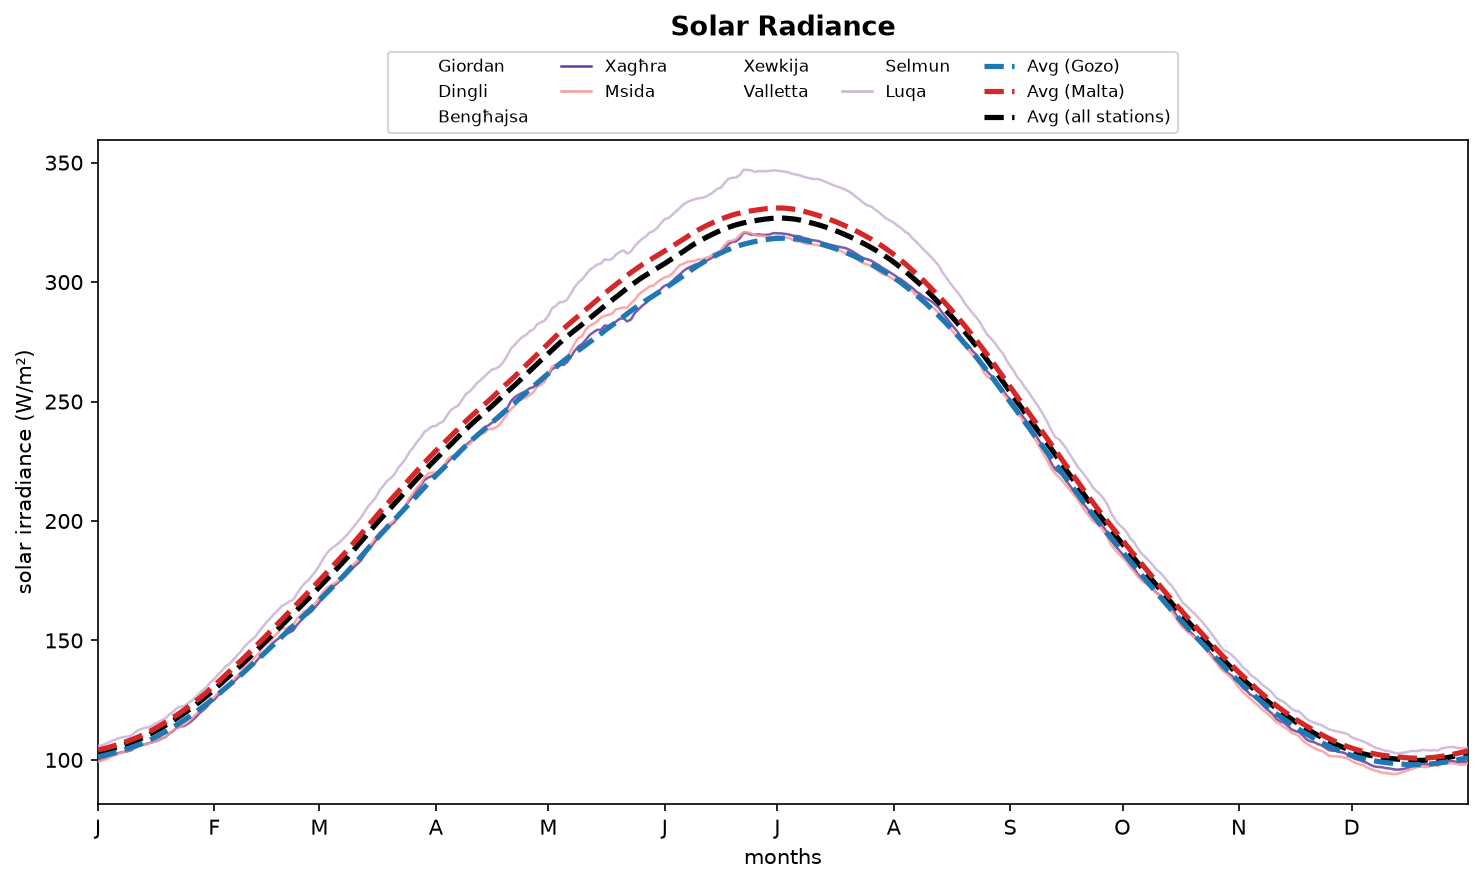 Solar Radiance
Giordan Xagħra Xewkija Selmun Avg (Gozo)
Dingli Msida Valletta Luqa Avg (Malta)
Bengħajsa Avg (all stations)
350
300
250
200
150
100
solar irradiance (W/m²)
J F M A M J J A S O N D
months